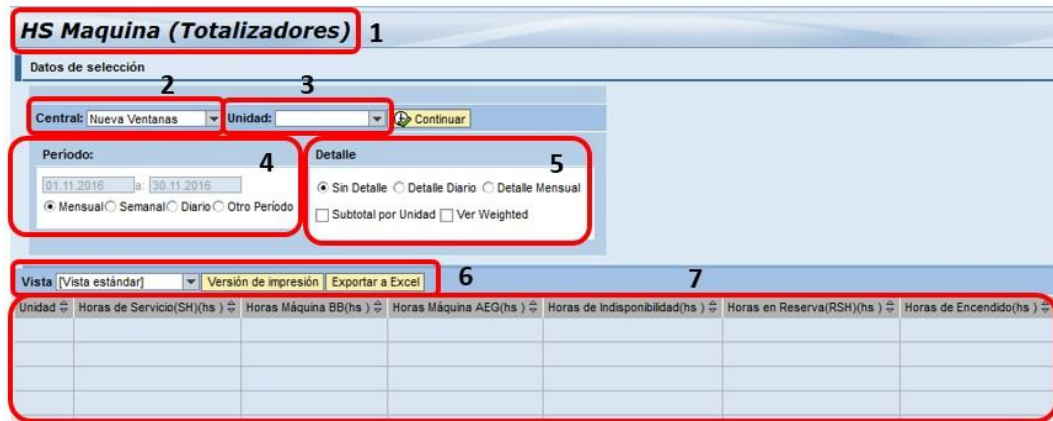 HS Maquina (Totalizadores) 1
Datos de selección
2 3
Central: Nueva Ventanas Unidad: Continuar
Período: 4 Detalle 5
01.11.2016 a: 30.11.2016 Sin Detalle Detalle Diario Detalle Mensual
Mensual Semanal Diario Otro Período Subtotal por Unidad Ver Weighted
6 7
Vista [Vista estándar] Versión de impresión Exportar a Excel
Unidad Horas de Servicio(SH)(hs ) Horas Máquina BB(hs ) Horas Máquina AEG(hs ) Horas de Indisponibilidad(hs ) Horas en Reserva(RSH)(hs ) Horas de Encendido(hs )